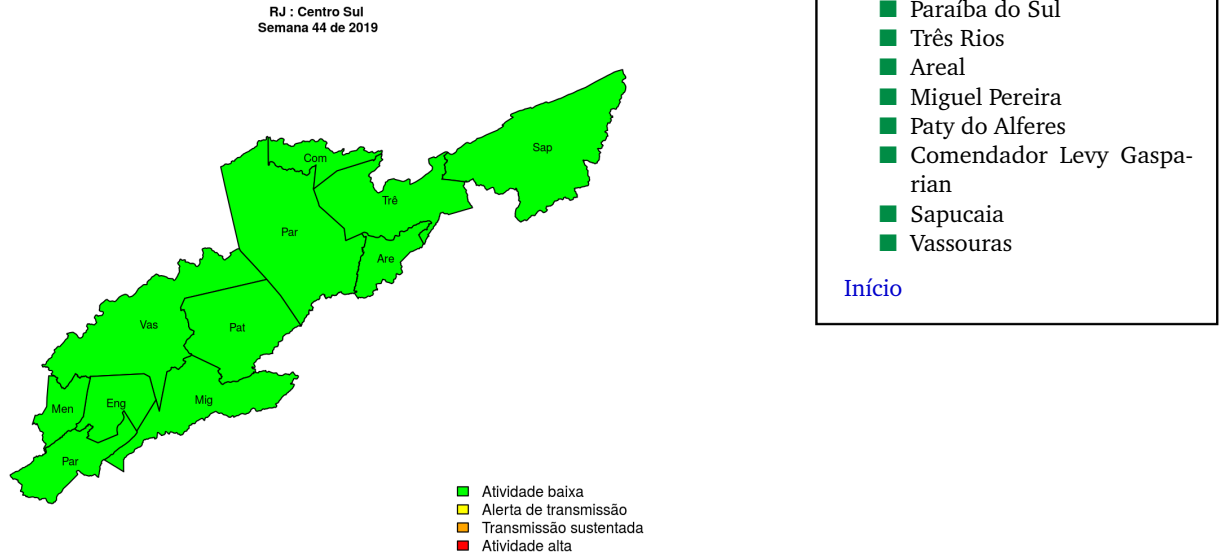 RJ : Centro Sul
Semana 44 de 2019
Sap
Com
Trê
Par
Are
Vas
Pat
Men
Eng
Mig
Par
Atividade baixa
Alerta de transmissão
Transmissão sustentada
Atividade alta
Paraíba do Sul
Três Rios
Areal
Miguel Pereira
Paty do Alferes
Comendador Levy Gaspa-
rian
Sapucaia
Vassouras
Início